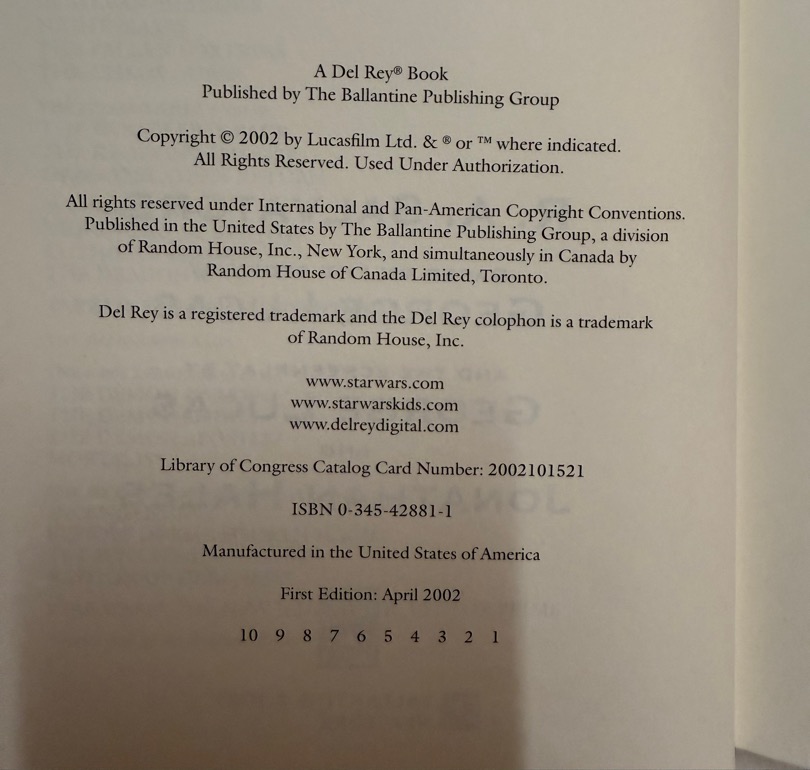 A Del Rey® Book
Published by The Ballantine Publishing Group
Copyright © 2002 by Lucasfilm Ltd. & ® or ™ where indicated.
All Rights Reserved. Used Under Authorization.
All rights reserved under International and Pan-American Copyright Conventions.
Published in the United States by The Ballantine Publishing Group, a division
of Random House, Inc., New York, and simultaneously in Canada by
Random House of Canada Limited, Toronto.
Del Rey is a registered trademark and the Del Rey colophon is a trademark
of Random House, Inc.
www.starwars.com
www.starwarskids.com
www.delreydigital.com
Library of Congress Catalog Card Number: 2002101521
ISBN 0-345-42881-1
Manufactured in the United States of America
First Edition: April 2002
10 9 8 7 6 5 4 3 2 1